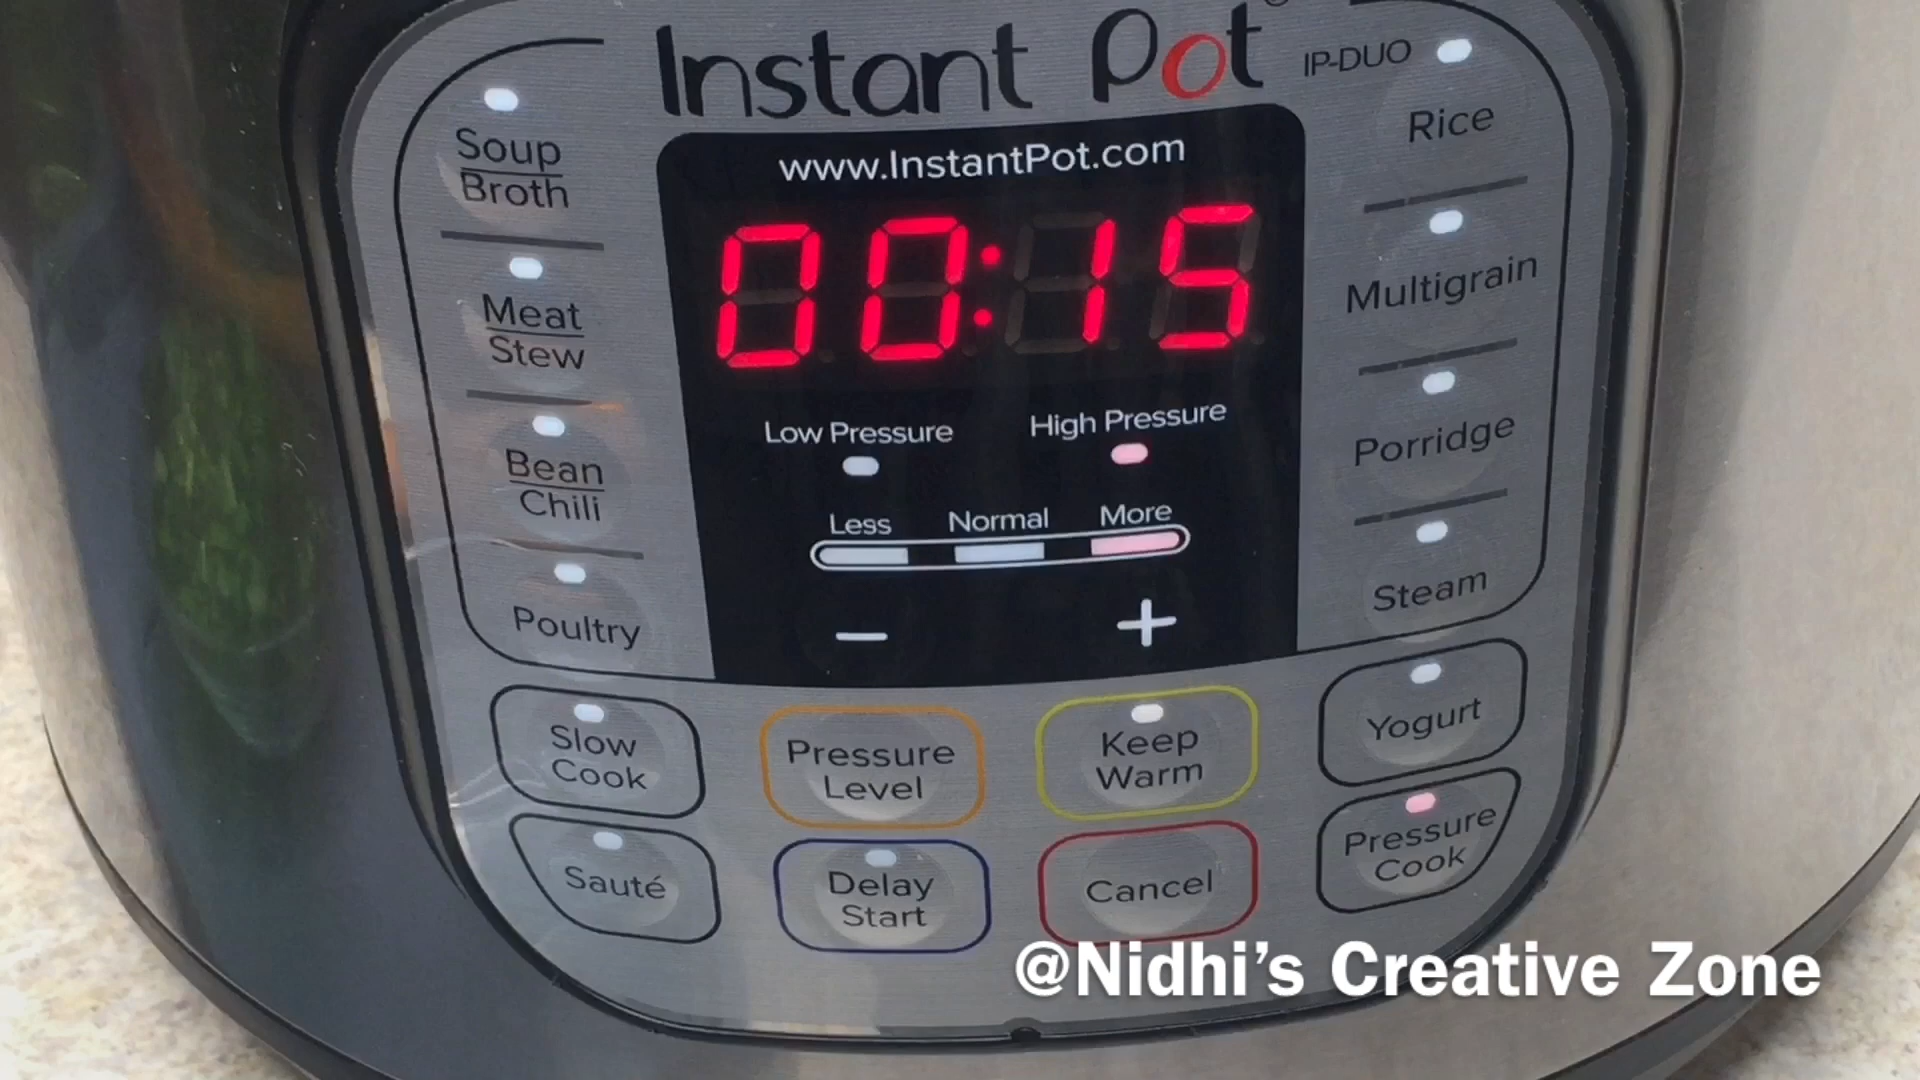 Instant Pot® IP-DUO
www.InstantPot.com
00:15
Low Pressure
High Pressure
Less
Normal
More
− +
Soup
Broth
Meat
Stew
Bean
Chili
Poultry
Rice
Multigrain
Porridge
Steam
Slow
Cook
Pressure
Level
Keep
Warm
Yogurt
Sauté
Delay
Start
Cancel
Pressure
Cook
@Nidhi’s Creative Zone